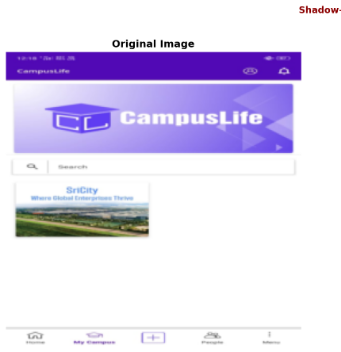 Shadow-
Original Image
CampusLife
CampusLife
Search
SriCity
Where Global Enterprises Thrive
Home
My Campus
People
Menu